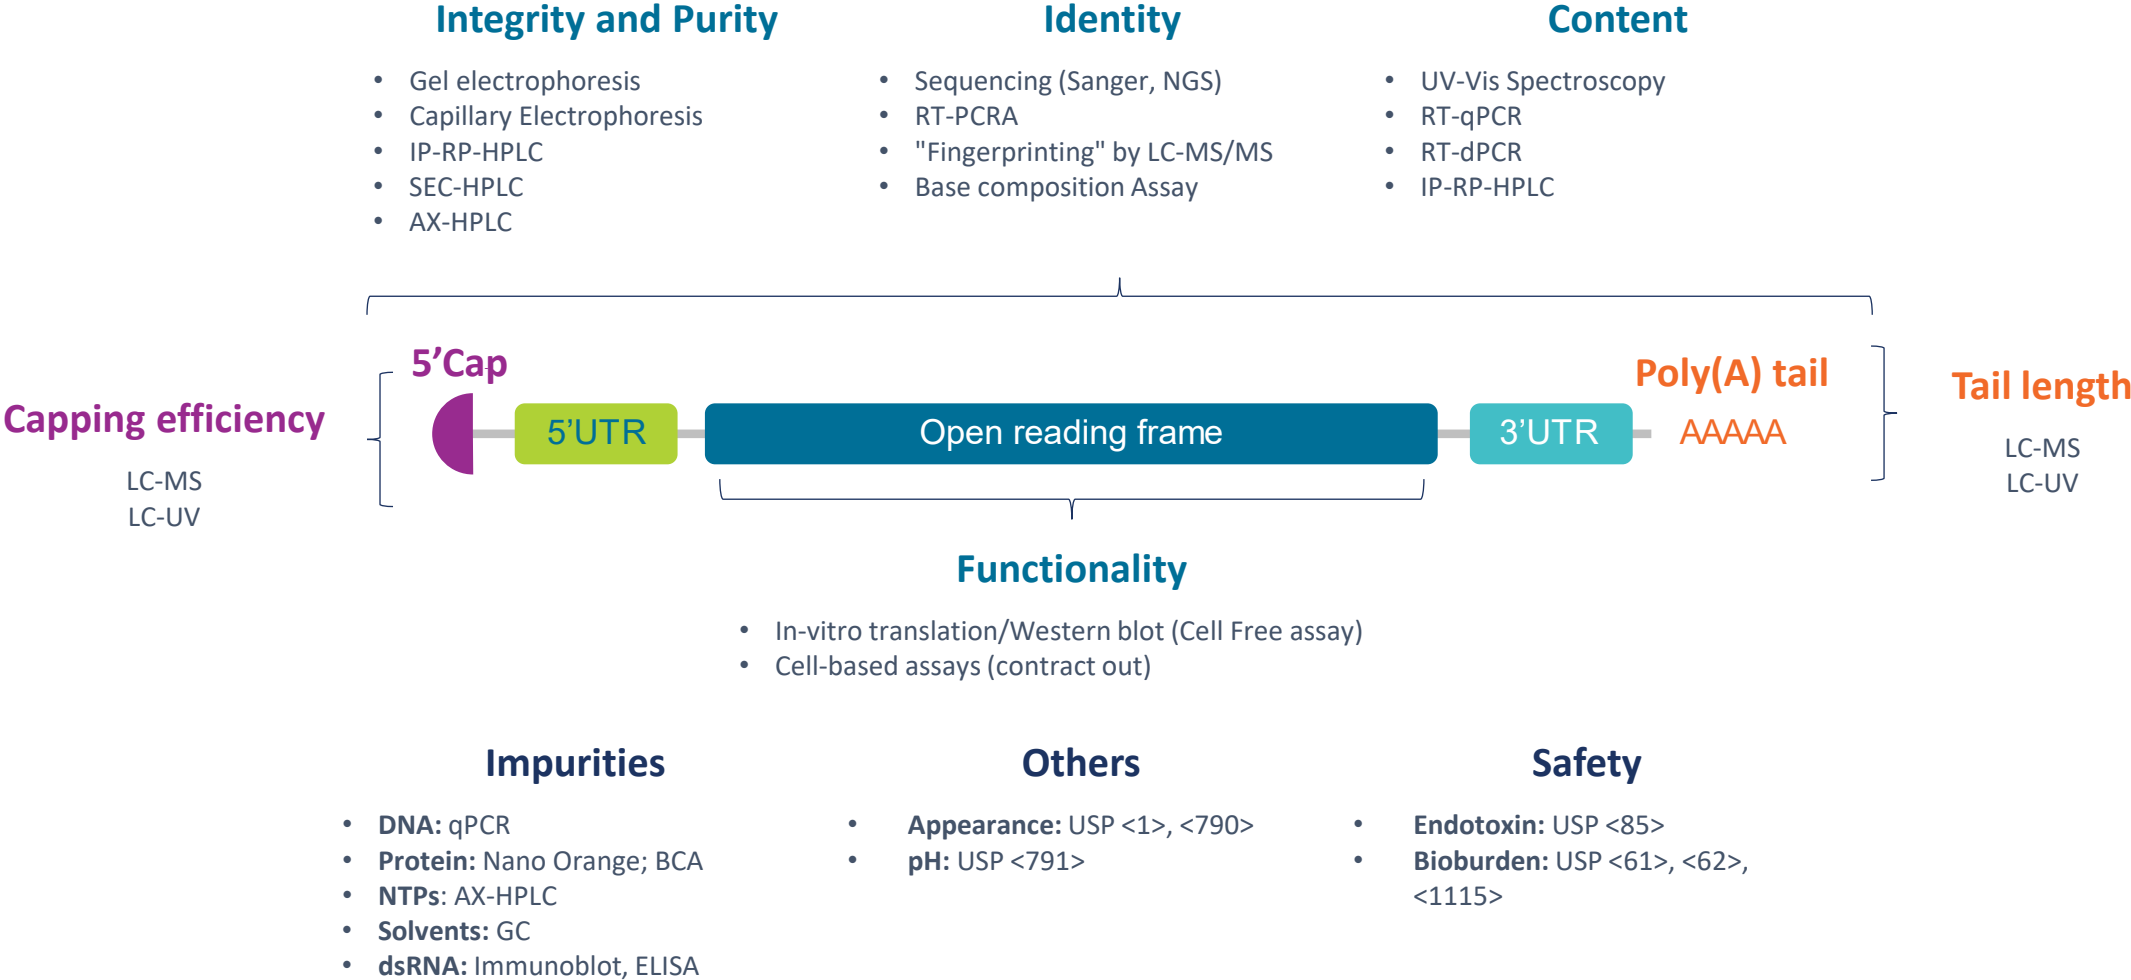 Integrity and Purity
• Gel electrophoresis
• Capillary Electrophoresis
• IP-RP-HPLC
• SEC-HPLC
• AX-HPLC
Identity
• Sequencing (Sanger, NGS)
• RT-PCRA
• "Fingerprinting" by LC-MS/MS
• Base composition Assay
Content
• UV-Vis Spectroscopy
• RT-qPCR
• RT-dPCR
• IP-RP-HPLC
Capping efficiency
LC-MS
LC-UV
5’Cap
5’UTR
Open reading frame
3’UTR
Poly(A) tail
AAAAA
Tail length
LC-MS
LC-UV
Functionality
• In-vitro translation/Western blot (Cell Free assay)
• Cell-based assays (contract out)
Impurities
• DNA: qPCR
• Protein: Nano Orange; BCA
• NTPs: AX-HPLC
• Solvents: GC
• dsRNA: Immunoblot, ELISA
Others
• Appearance: USP <1>, <790>
• pH: USP <791>
Safety
• Endotoxin: USP <85>
• Bioburden: USP <61>, <62>,
<1115>